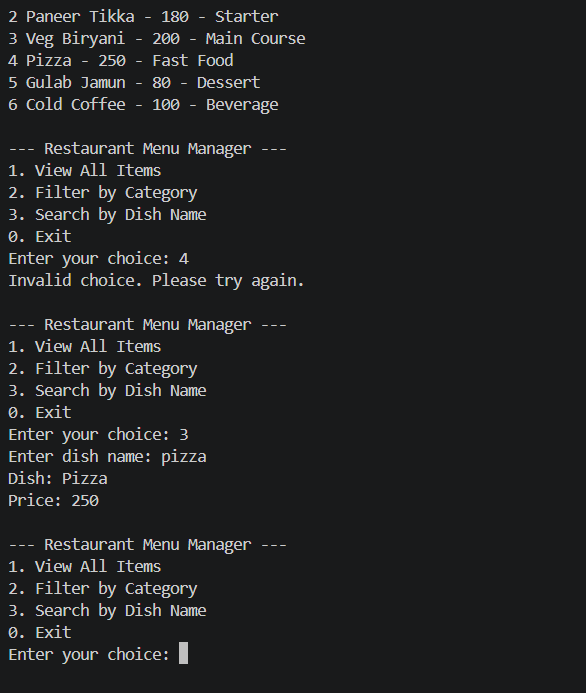 2 Paneer Tikka - 180 - Starter
3 Veg Biryani - 200 - Main Course
4 Pizza - 250 - Fast Food
5 Gulab Jamun - 80 - Dessert
6 Cold Coffee - 100 - Beverage
--- Restaurant Menu Manager ---
1. View All Items
2. Filter by Category
3. Search by Dish Name
0. Exit
Enter your choice: 4
Invalid choice. Please try again.
--- Restaurant Menu Manager ---
1. View All Items
2. Filter by Category
3. Search by Dish Name
0. Exit
Enter your choice: 3
Enter dish name: pizza
Dish: Pizza
Price: 250
--- Restaurant Menu Manager ---
1. View All Items
2. Filter by Category
3. Search by Dish Name
0. Exit
Enter your choice: